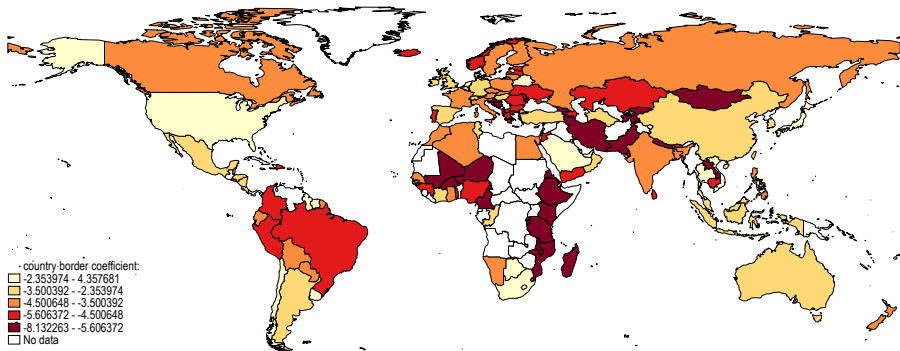 country-border coefficient:
-2.353974 - 4.357681
-3.500392 - -2.353974
-4.500648 - -3.500392
-5.606372 - -4.500648
-8.132263 - -5.606372
No data